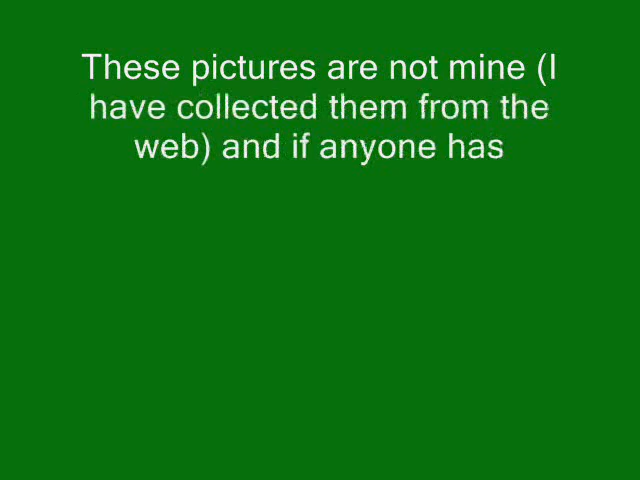 These pictures are not mine (I
have collected them from the
web) and if anyone has